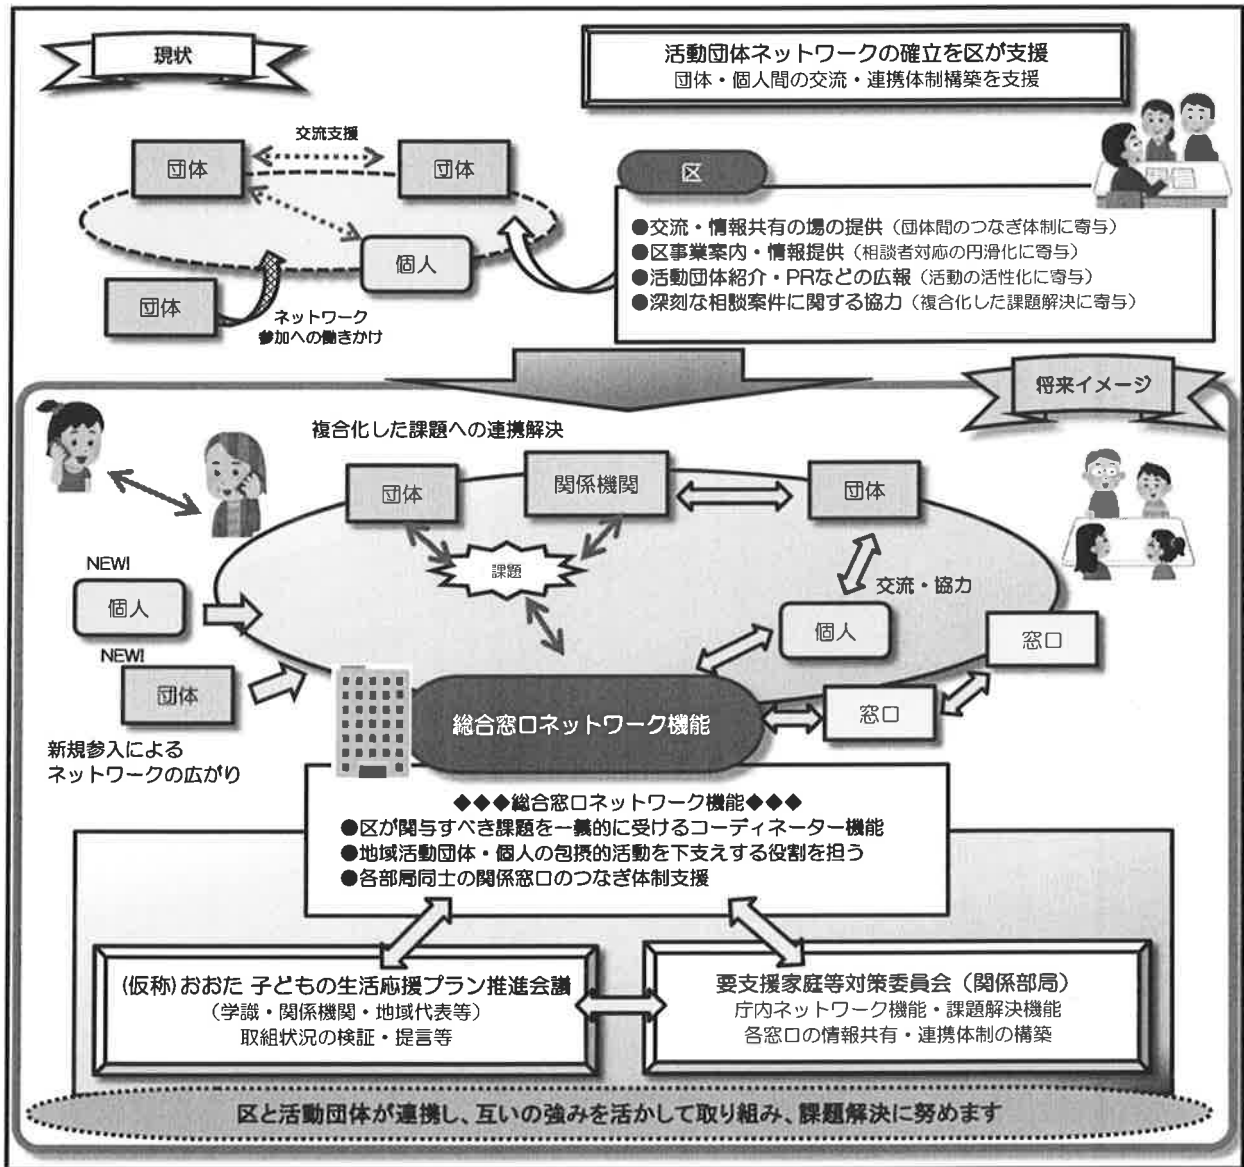 現状
活動団体ネットワークの確立を区が支援
団体・個人間の交流・連携体制構築を支援
交流支援
団体
団体
個人
団体
ネットワーク
参加への働きかけ
区
●交流・情報共有の場の提供（団体間のつなぎ体制に寄与）
●区事業案内・情報提供（相談者対応の円滑化に寄与）
●活動団体紹介・PRなどの広報（活動の活性化に寄与）
●深刻な相談案件に関する協力（複合化した課題解決に寄与）
将来イメージ
複合化した課題への連携解決
団体
関係機関
団体
課題
交流・協力
NEW!
個人
個人
窓口
NEW!
団体
窓口
総合窓口ネットワーク機能
新規参入による
ネットワークの広がり
◆◆◆総合窓口ネットワーク機能◆◆◆
●区が関与すべき課題を一義的に受けるコーディネーター機能
●地域活動団体・個人の包摂的活動を下支えする役割を担う
●各部局同士の関係窓口のつなぎ体制支援
(仮称)おおた 子どもの生活応援プラン推進会議
（学識・関係機関・地域代表等）
取組状況の検証・提言等
要支援家庭等対策委員会（関係部局）
庁内ネットワーク機能・課題解決機能
各窓口の情報共有・連携体制の構築
区と活動団体が連携し、互いの強みを活かして取り組み、課題解決に努めます